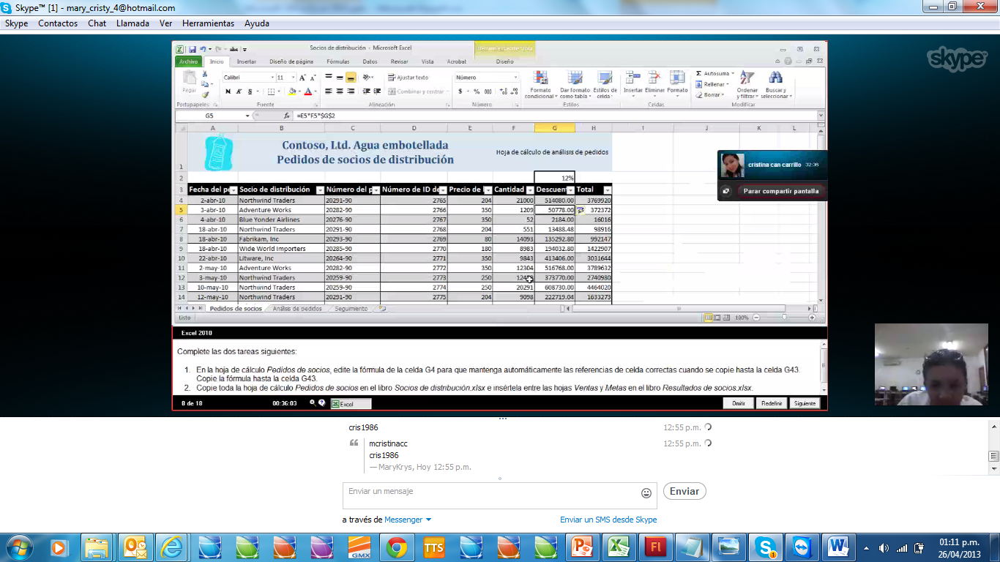 Skype™ [1] - mary_cristy_4@hotmail.com
Skype Contactos Chat Llamada Ver Herramientas Ayuda
Socios de distribución - Microsoft Excel
Archivo Inicio Insertar Diseño de página Fórmulas Datos Revisar Vista Acrobat Diseño
Pegar Calibri 11 Ajustar texto Número Autosuma
Combinar y centrar Formato condicional Dar formato como tabla Estilos de celda Insertar Eliminar Formato Rellenar Borrar Ordenar y filtrar Buscar y seleccionar
Portapapeles Fuente Alineación Número Estilos Celdas Modificar
G5 fx =E5*F5*$G$2
A B C D E F G H I J K L
Contoso, Ltd. Agua embotellada
Pedidos de socios de distribución
Hoja de cálculo de análisis de pedidos
1
2 12%
3 Fecha del pe Socio de distribución Número del p Número de ID de Precio de Cantidad Descuen Total
4 2-abr-10 Northwind Traders 20291-90 2765 204 21000 514080.00 3769920
5 3-abr-10 Adventure Works 20282-90 2766 350 1209 50778.00 372372
6 4-abr-10 Blue Yonder Airlines 20276-90 2767 350 52 2184.00 16016
7 18-abr-10 Northwind Traders 20291-90 2768 204 551 13488.48 98916
8 18-abr-10 Fabrikam, Inc 20293-90 2769 80 14093 135292.80 992147
9 18-abr-10 Wide World Importers 20285-90 2770 180 8983 194032.80 1422907
10 22-abr-10 Litware, Inc 20264-90 2771 350 9843 413406.00 3031644
11 2-may-10 Adventure Works 20282-90 2772 350 12304 516768.00 3789632
12 3-may-10 Northwind Traders 20259-90 2773 250 373770.00 2740980
13 10-may-10 Northwind Traders 20259-90 2774 250 20291 608730.00 4464020
14 12-may-10 Northwind Traders 20291-90 2775 204 9098 222719.04 1633273
Pedidos de socios Análisis de pedidos Seguimiento
Listo 100%
skype
cristina can carrillo 32:36
Parar compartir pantalla
Excel 2010
Complete las dos tareas siguientes:
1. En la hoja de cálculo Pedidos de socios, edite la fórmula de la celda G4 para que mantenga automáticamente las referencias de celda correctas cuando se copie hasta la celda G43.
Copie la fórmula hasta la celda G43.
2. Copie toda la hoja de cálculo Pedidos de socios en el libro Socios de distribución.xlsx e insértela entre las hojas Ventas y Metas en el libro Resultados de socios.xlsx.
8 de 18 00:36:03 Excel Omitir Redefinir Siguiente
cris1986 12:55 p.m.
mcristinacc 12:55 p.m.
cris1986
— MaryKrys, Hoy 12:55 p.m.
Enviar un mensaje Enviar
a través de Messenger Enviar un SMS desde Skype
GMX TTS Fl
01:11 p.m.
26/04/2013